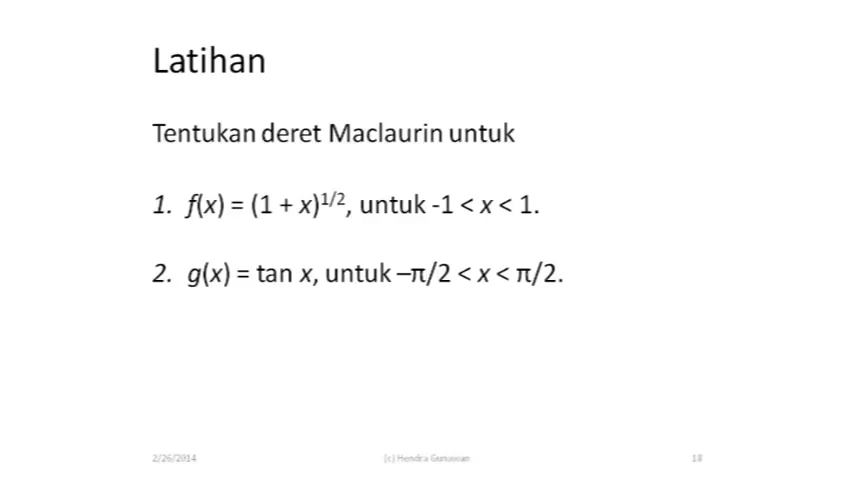 Latihan
Tentukan deret Maclaurin untuk
1. f(x) = (1 + x)^1/2, untuk -1 < x < 1.
2. g(x) = tan x, untuk –π/2 < x < π/2.
2/26/2014
(c) Hendra Gunawan
18